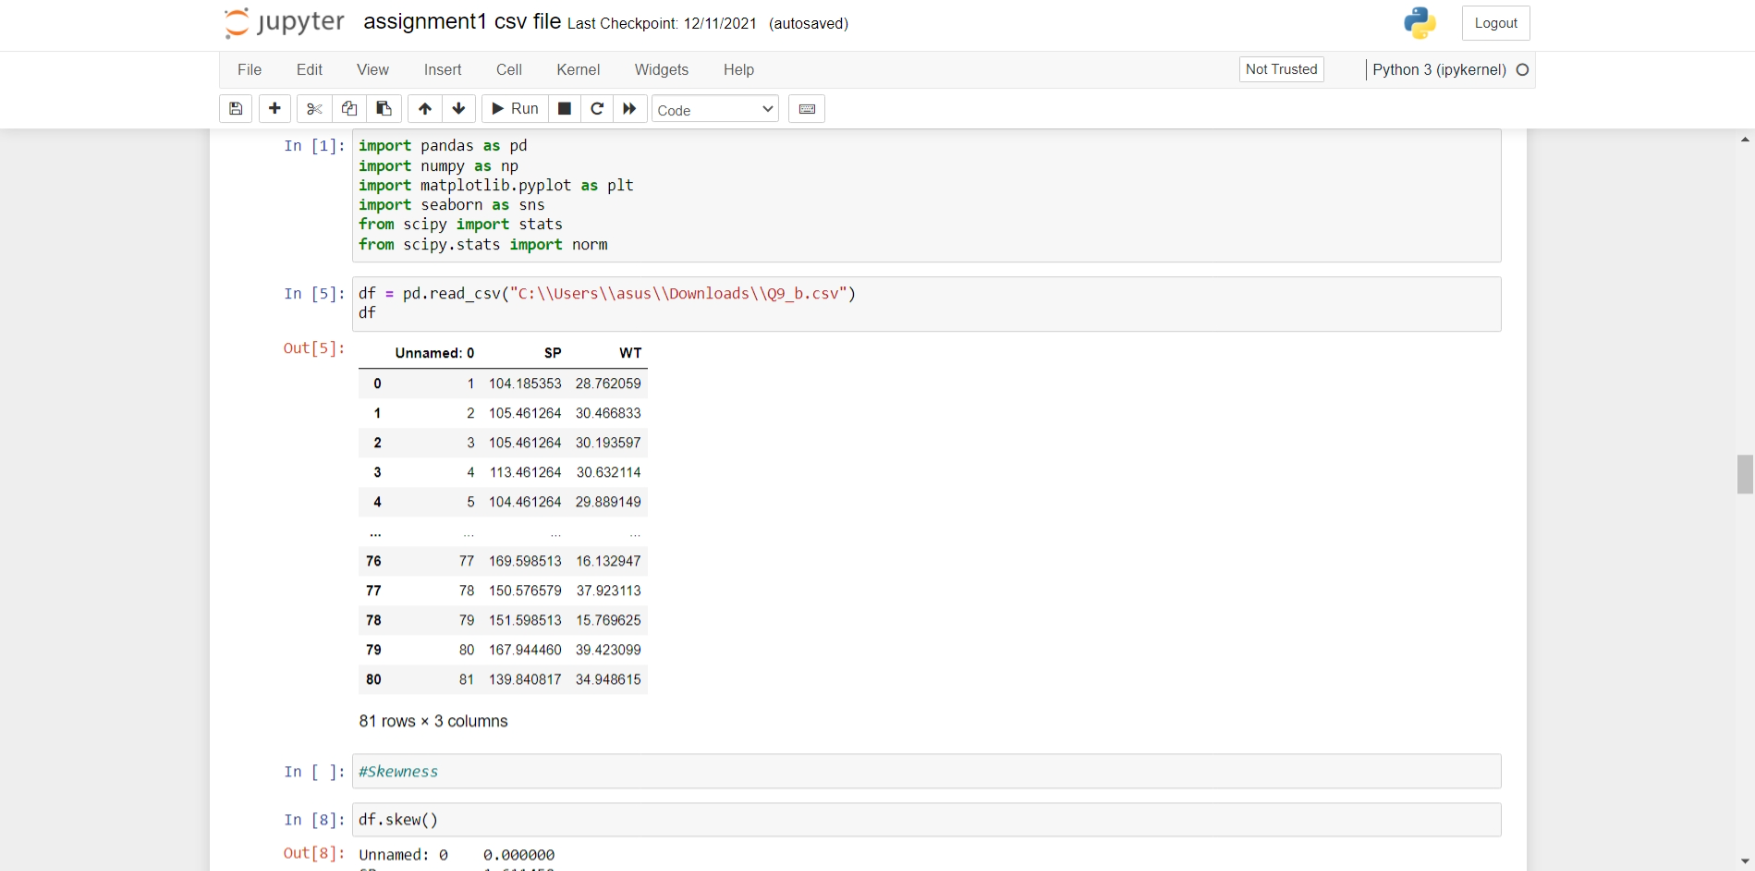 jupyter assignment1 csv file Last Checkpoint: 12/11/2021 (autosaved) Logout
File Edit View Insert Cell Kernel Widgets Help Not Trusted Python 3 (ipykernel)
Run Code
In [1]: import pandas as pd
import numpy as np
import matplotlib.pyplot as plt
import seaborn as sns
from scipy import stats
from scipy.stats import norm
In [5]: df = pd.read_csv("C:\\Users\\asus\\Downloads\\Q9_b.csv")
df
Out[5]: Unnamed: 0 SP WT
0 1 104.185353 28.762059
1 2 105.461264 30.466833
2 3 105.461264 30.193597
3 4 113.461264 30.632114
4 5 104.461264 29.889149
... ... ... ...
76 77 169.598513 16.132947
77 78 150.576579 37.923113
78 79 151.598513 15.769625
79 80 167.944460 39.423099
80 81 139.840817 34.948615
81 rows × 3 columns
In [ ]: #Skewness
In [8]: df.skew()
Out[8]: Unnamed: 0 0.000000